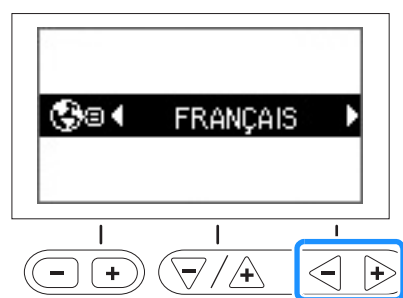 FRANÇAIS
- +
- / +
- +